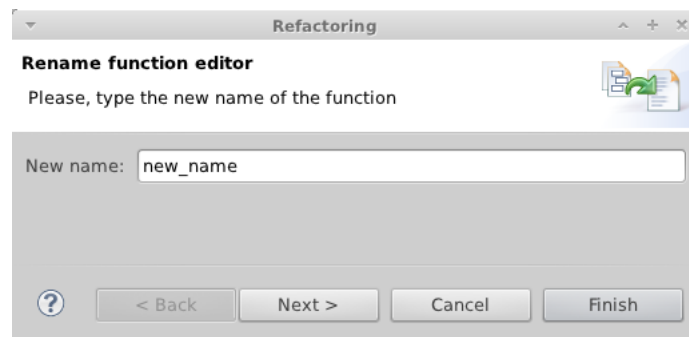 Refactoring
Rename function editor
Please, type the new name of the function
New name: new_name
? < Back Next > Cancel Finish